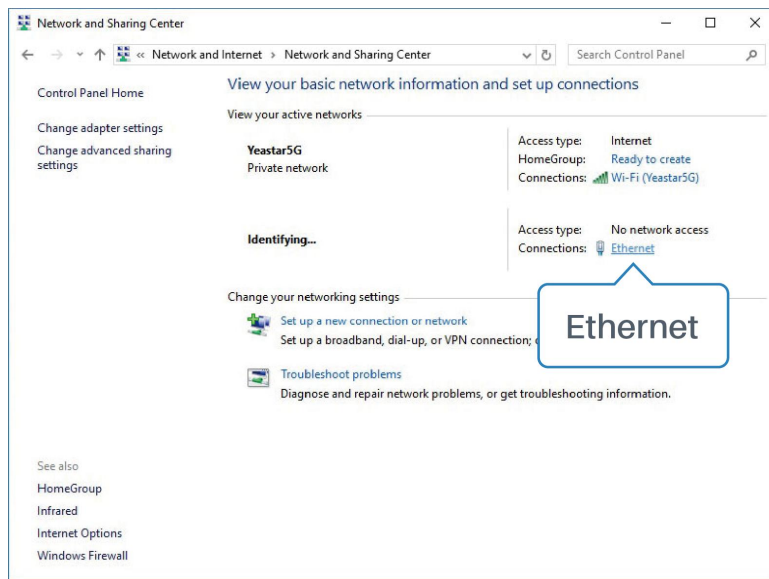 Network and Sharing Center
« Network and Internet › Network and Sharing Center
Search Control Panel
Control Panel Home
Change adapter settings
Change advanced sharing
settings
View your basic network information and set up connections
View your active networks
Yeastar5G
Private network
Access type: Internet
HomeGroup: Ready to create
Connections: Wi-Fi (Yeastar5G)
Identifying...
Access type: No network access
Connections: Ethernet
Ethernet
Change your networking settings
Set up a new connection or network
Set up a broadband, dial-up, or VPN connection;
Troubleshoot problems
Diagnose and repair network problems, or get troubleshooting information.
See also
HomeGroup
Infrared
Internet Options
Windows Firewall